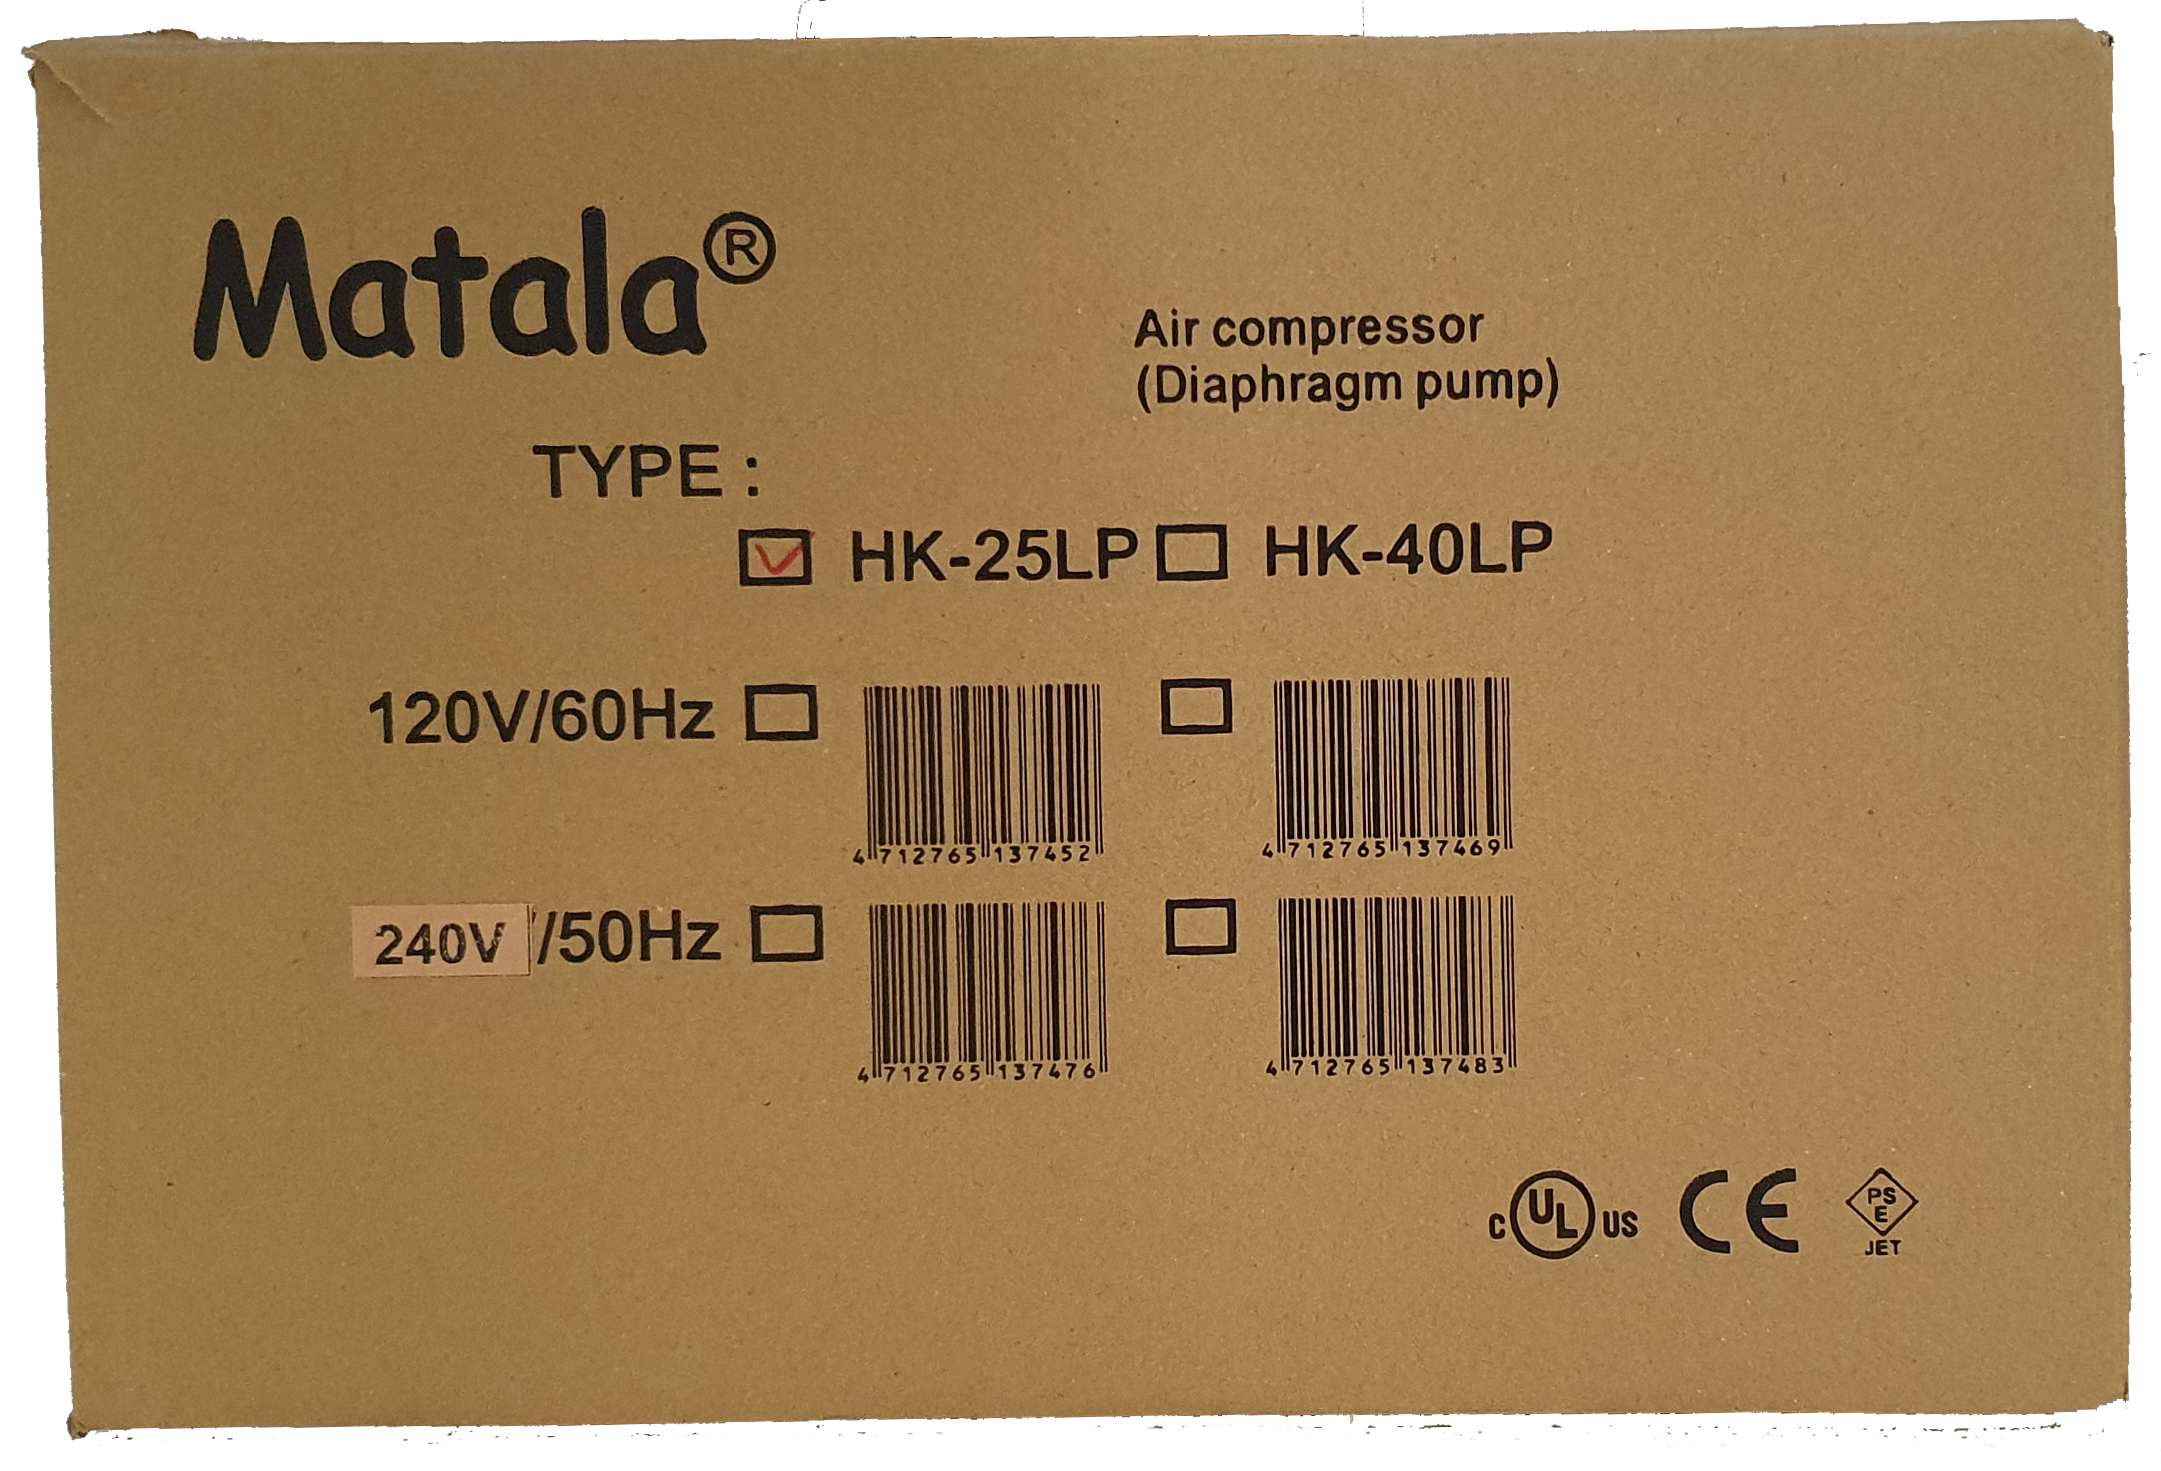 Matala®
Air compressor
(Diaphragm pump)
TYPE :
HK-25LP HK-40LP
120V/60Hz
4 712765 137452 4 712765 137469
240V /50Hz
4 712765 137476 4 712765 137483
C UL US CE PS E JET